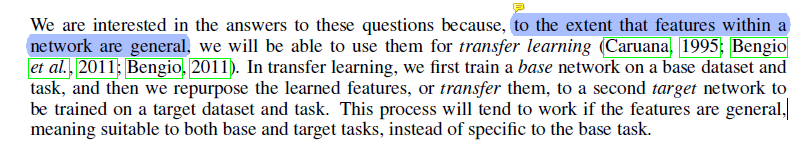 We are interested in the answers to these questions because, to the extent that features within a
network are general, we will be able to use them for transfer learning (Caruana, 1995; Bengio
et al., 2011; Bengio, 2011). In transfer learning, we first train a base network on a base dataset and
task, and then we repurpose the learned features, or transfer them, to a second target network to
be trained on a target dataset and task. This process will tend to work if the features are general,
meaning suitable to both base and target tasks, instead of specific to the base task.